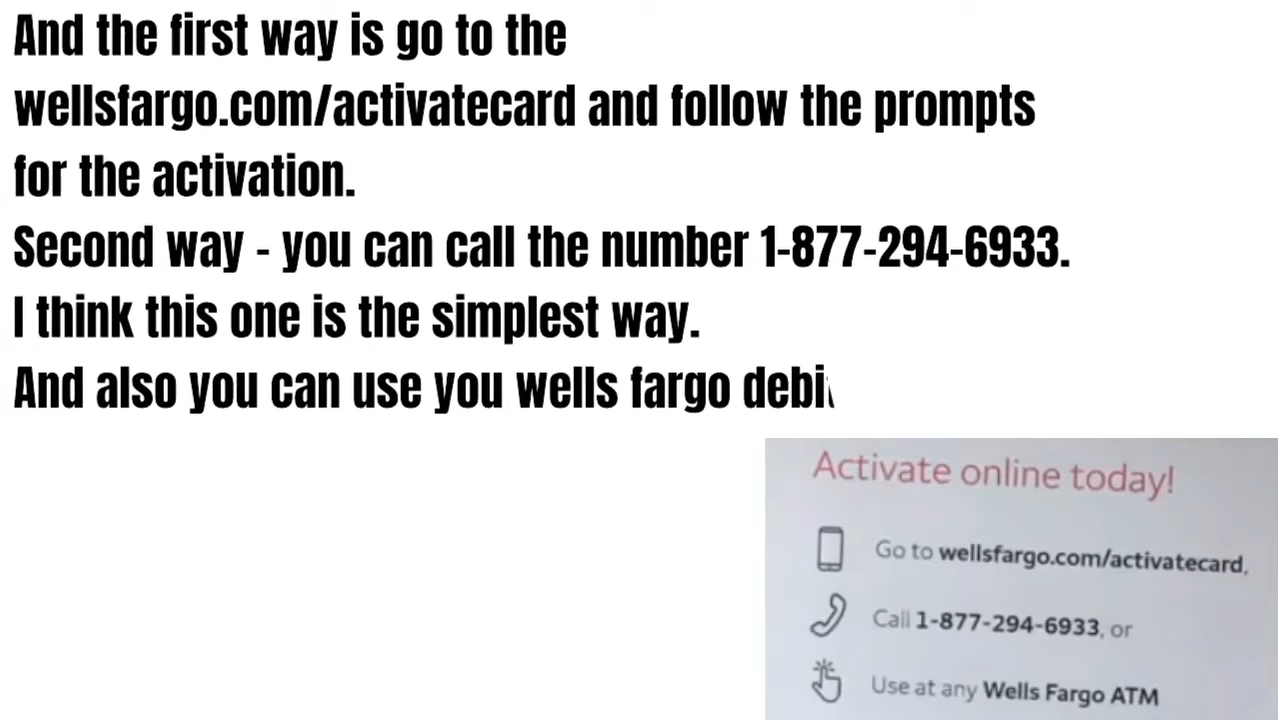 And the first way is go to the
wellsfargo.com/activatecard and follow the prompts
for the activation.
Second way - you can call the number 1-877-294-6933.
I think this one is the simplest way.
And also you can use you wells fargo debit
Activate online today!
Go to wellsfargo.com/activatecard,
Call 1-877-294-6933, or
Use at any Wells Fargo ATM